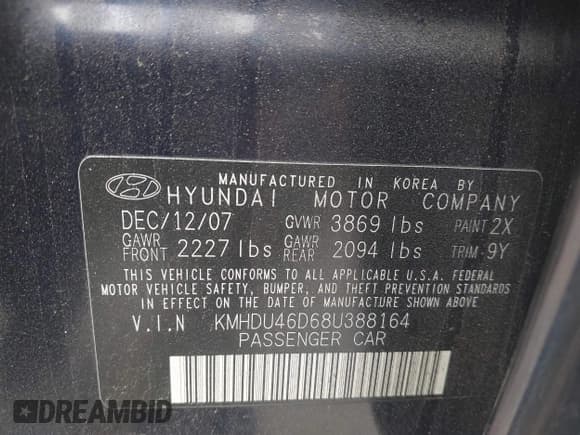 MANUFACTURED IN KOREA BY
HYUNDAI MOTOR COMPANY
DEC/12/07 GVWR 3869 lbs PAINT 2X
GAWR FRONT 2227 lbs GAWR REAR 2094 lbs TRIM-9Y
THIS VEHICLE CONFORMS TO ALL APPLICABLE U.S.A. FEDERAL
MOTOR VEHICLE SAFETY, BUMPER, AND THEFT PREVENTION STANDARDS
IN EFFECT ON THE DATE OF MANUFACTURE SHOWN ABOVE.
V.I.N KMHDU46D68U388164
PASSENGER CAR
DREAMBID